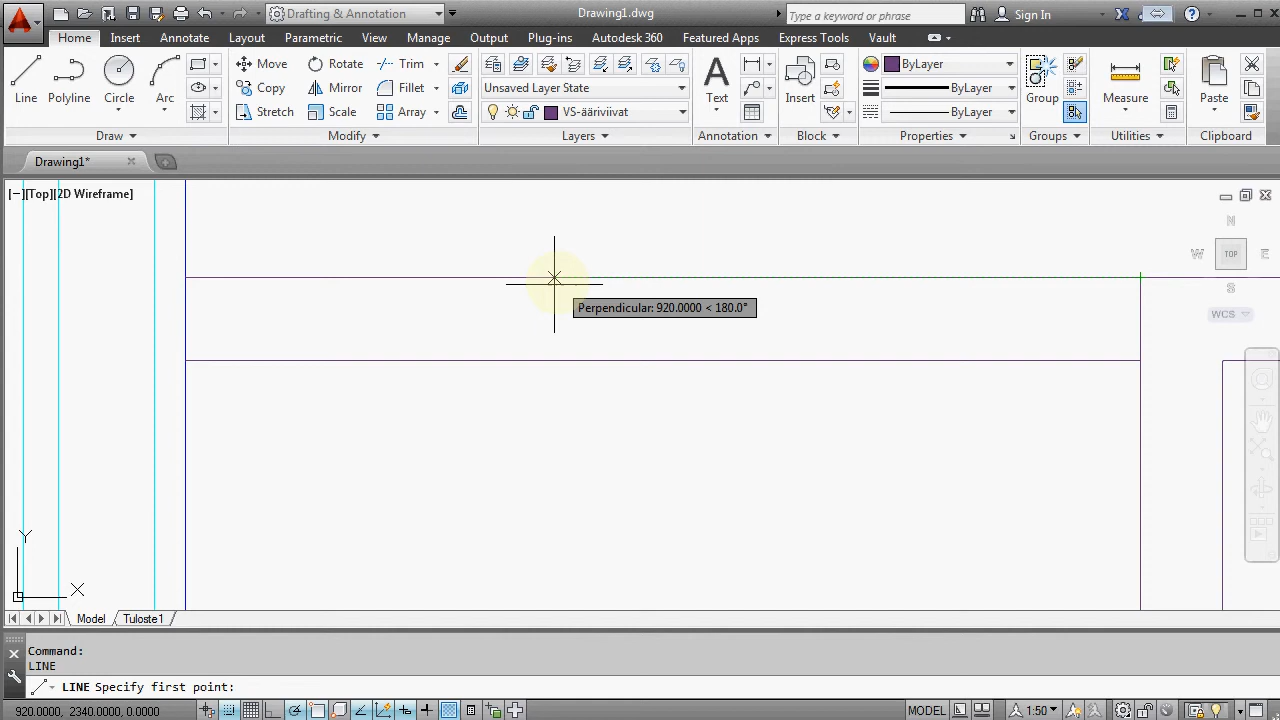 Drafting & Annotation
Drawing1.dwg
Type a keyword or phrase
Sign In
Home Insert Annotate Layout Parametric View Manage Output Plug-ins Autodesk 360 Featured Apps Express Tools Vault
Line Polyline Circle Arc
Move Rotate Trim
Copy Mirror Fillet
Stretch Scale Array
Unsaved Layer State
VS-ääriviivat
Text
Insert
ByLayer
ByLayer
ByLayer
Group
Measure
Paste
Draw Modify Layers Annotation Block Properties Groups Utilities Clipboard
Drawing1*
[−][Top][2D Wireframe]
N
W TOP E
S
WCS
Perpendicular: 920.0000 < 180.0°
Y
X
Model Tuloste1
Command:
LINE
LINE Specify first point:
920.0000, 2340.0000, 0.0000
MODEL
1:50